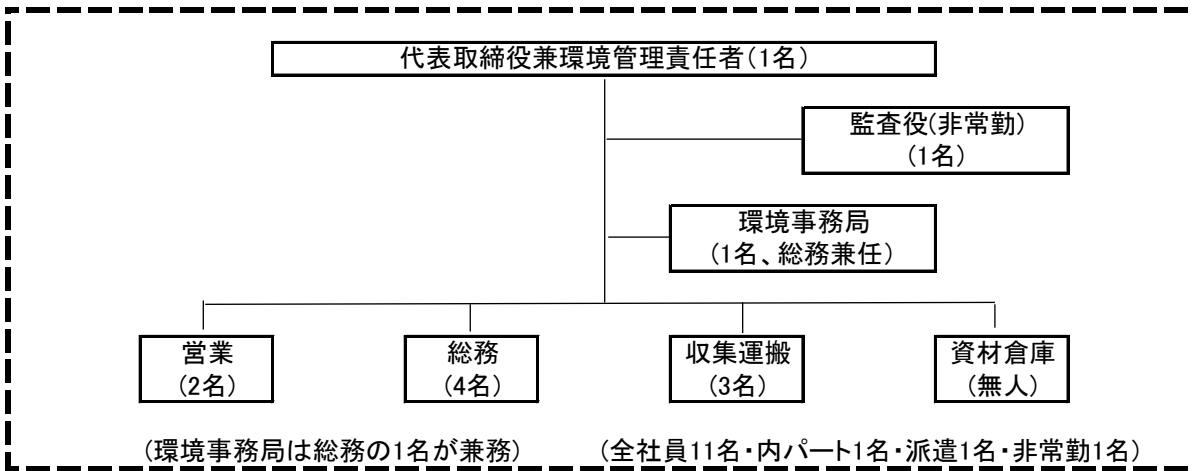 代表取締役兼環境管理責任者(1名)
監査役(非常勤)
(1名)
環境事務局
(1名、総務兼任)
営業
(2名)
総務
(4名)
収集運搬
(3名)
資材倉庫
(無人)
(環境事務局は総務の1名が兼務)
(全社員11名・内パート1名・派遣1名・非常勤1名)